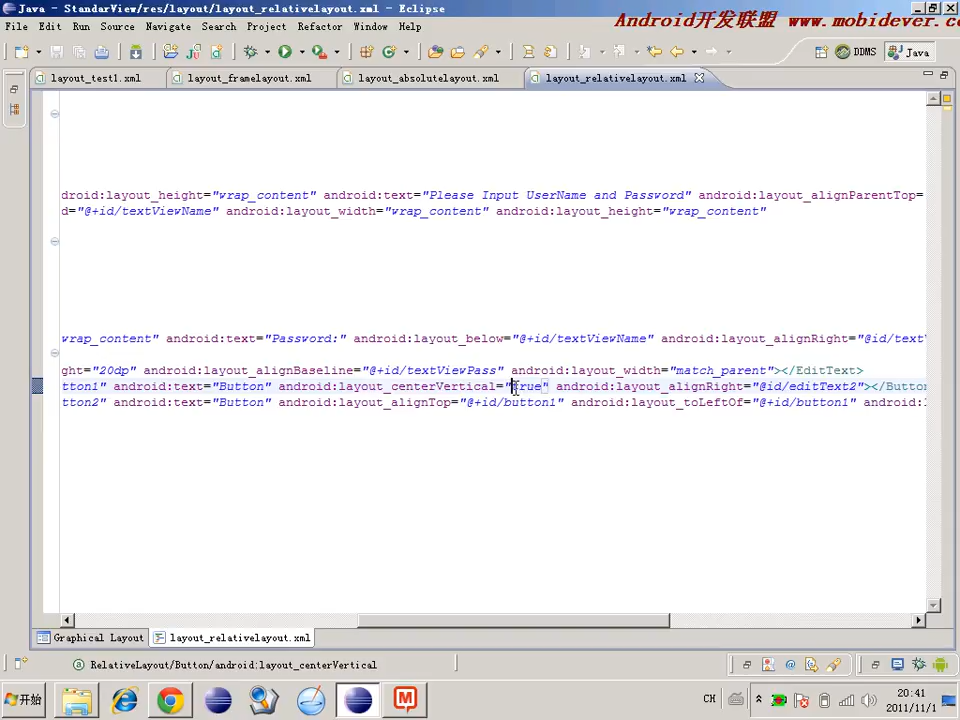 Java - StandarView/res/layout/layout_relativelayout.xml - Eclipse
Android开发联盟 www.mobidever.c
File Edit Run Source Navigate Search Project Refactor Window Help
DDMS Java
layout_test1.xml layout_framelayout.xml layout_absolutelayout.xml layout_relativelayout.xml
droid:layout_height="wrap_content" android:text="Please Input UserName and Password" android:layout_alignParentTop=
d="@+id/textViewName" android:layout_width="wrap_content" android:layout_height="wrap_content"
wrap_content" android:text="Password:" android:layout_below="@+id/textViewName" android:layout_alignRight="@id/text
ght="20dp" android:layout_alignBaseline="@+id/textViewPass" android:layout_width="match_parent"></EditText>
tton1" android:text="Button" android:layout_centerVertical="true" android:layout_alignRight="@id/editText2"></Button
tton2" android:text="Button" android:layout_alignTop="@+id/button1" android:layout_toLeftOf="@+id/button1" android:l
Graphical Layout layout_relativelayout.xml
RelativeLayout/Button/android:layout_centerVertical
开始
CH
20:41
2011/11/1